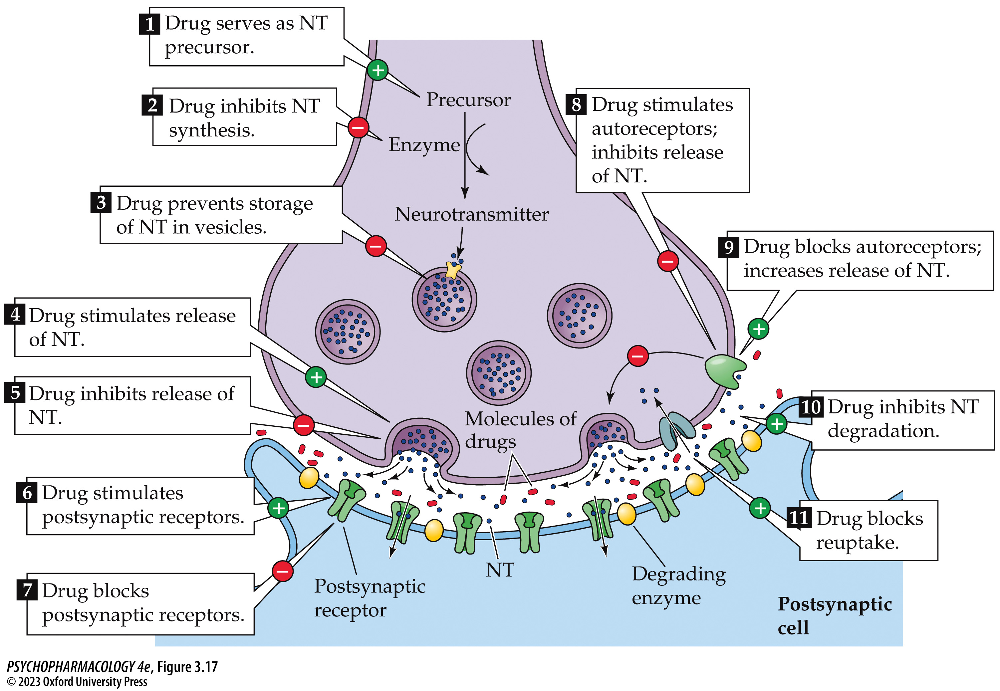 1 Drug serves as NT
precursor.
2 Drug inhibits NT
synthesis.
Precursor
Enzyme
Neurotransmitter
3 Drug prevents storage
of NT in vesicles.
4 Drug stimulates release
of NT.
5 Drug inhibits release of
NT.
6 Drug stimulates
postsynaptic receptors.
7 Drug blocks
postsynaptic receptors.
8 Drug stimulates
autoreceptors;
inhibits release
of NT.
9 Drug blocks autoreceptors;
increases release of NT.
10 Drug inhibits NT
degradation.
11 Drug blocks
reuptake.
Molecules of
drugs
Postsynaptic
receptor
NT
Degrading
enzyme
Postsynaptic
cell
PSYCHOPHARMACOLOGY 4e, Figure 3.17
© 2023 Oxford University Press